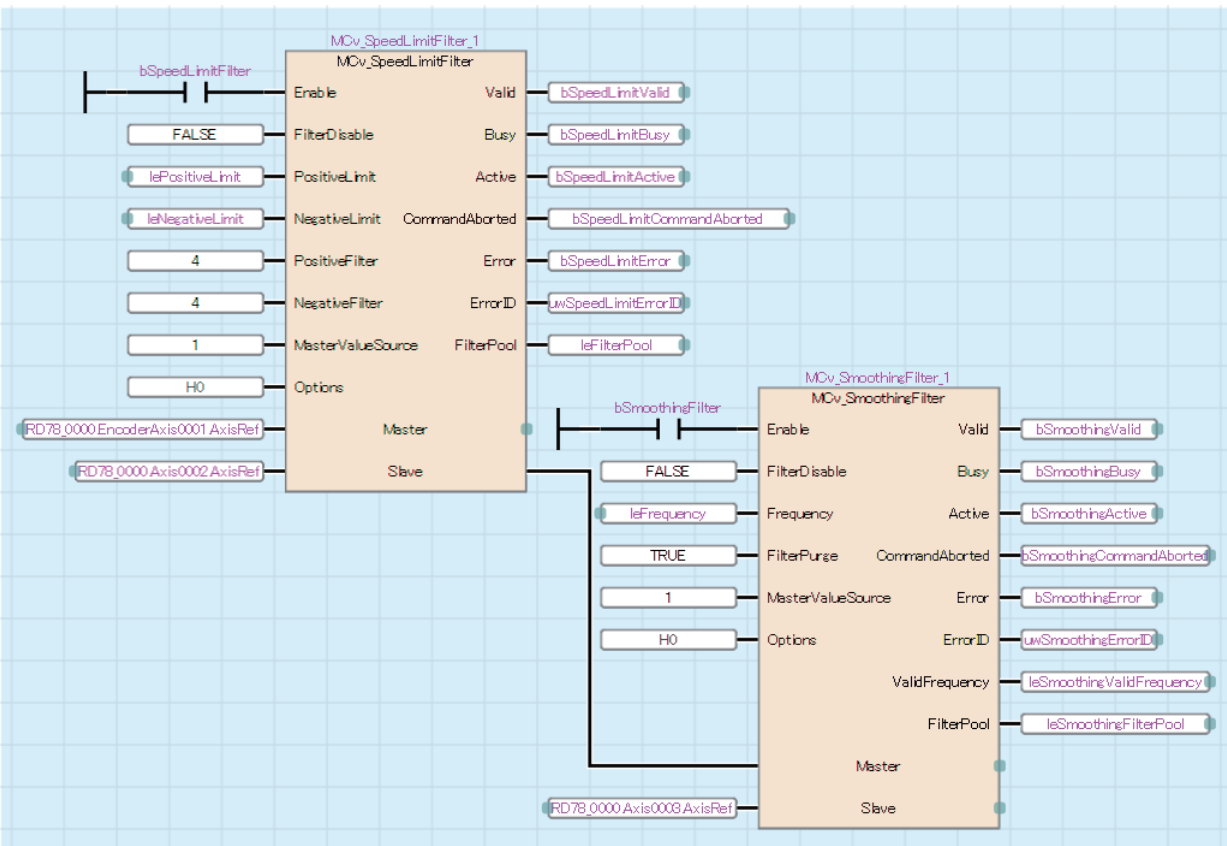 MCv_SpeedLimitFilter_1
MCv_SpeedLimitFilter
bSpeedLimitFilter
Enable Valid bSpeedLimitValid
FALSE FilterDisable Busy bSpeedLimitBusy
lePositiveLimit PositiveLimit Active bSpeedLimitActive
leNegativeLimit NegativeLimit CommandAborted bSpeedLimitCommandAborted
4 PositiveFilter Error bSpeedLimitError
4 NegativeFilter ErrorID uwSpeedLimitErrorID
1 MasterValueSource FilterPool leFilterPool
H0 Options
RD78_0000.EncoderAxis0001.AxisRef Master
RD78_0000.Axis0002.AxisRef Slave
MCv_SmoothingFilter_1
MCv_SmoothingFilter
bSmoothingFilter
Enable Valid bSmoothingValid
FALSE FilterDisable Busy bSmoothingBusy
leFrequency Frequency Active bSmoothingActive
TRUE FilterPurge CommandAborted bSmoothingCommandAborted
1 MasterValueSource Error bSmoothingError
H0 Options ErrorID uwSmoothingErrorID
ValidFrequency leSmoothingValidFrequency
FilterPool leSmoothingFilterPool
Master
RD78_0000.Axis0003.AxisRef Slave